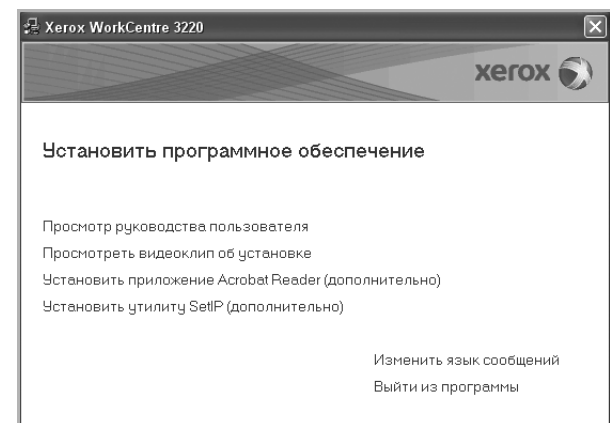 Xerox WorkCentre 3220
xerox
Установить программное обеспечение
Просмотр руководства пользователя
Просмотреть видеоклип об установке
Установить приложение Acrobat Reader (дополнительно)
Установить утилиту SetIP (дополнительно)
Изменить язык сообщений
Выйти из программы